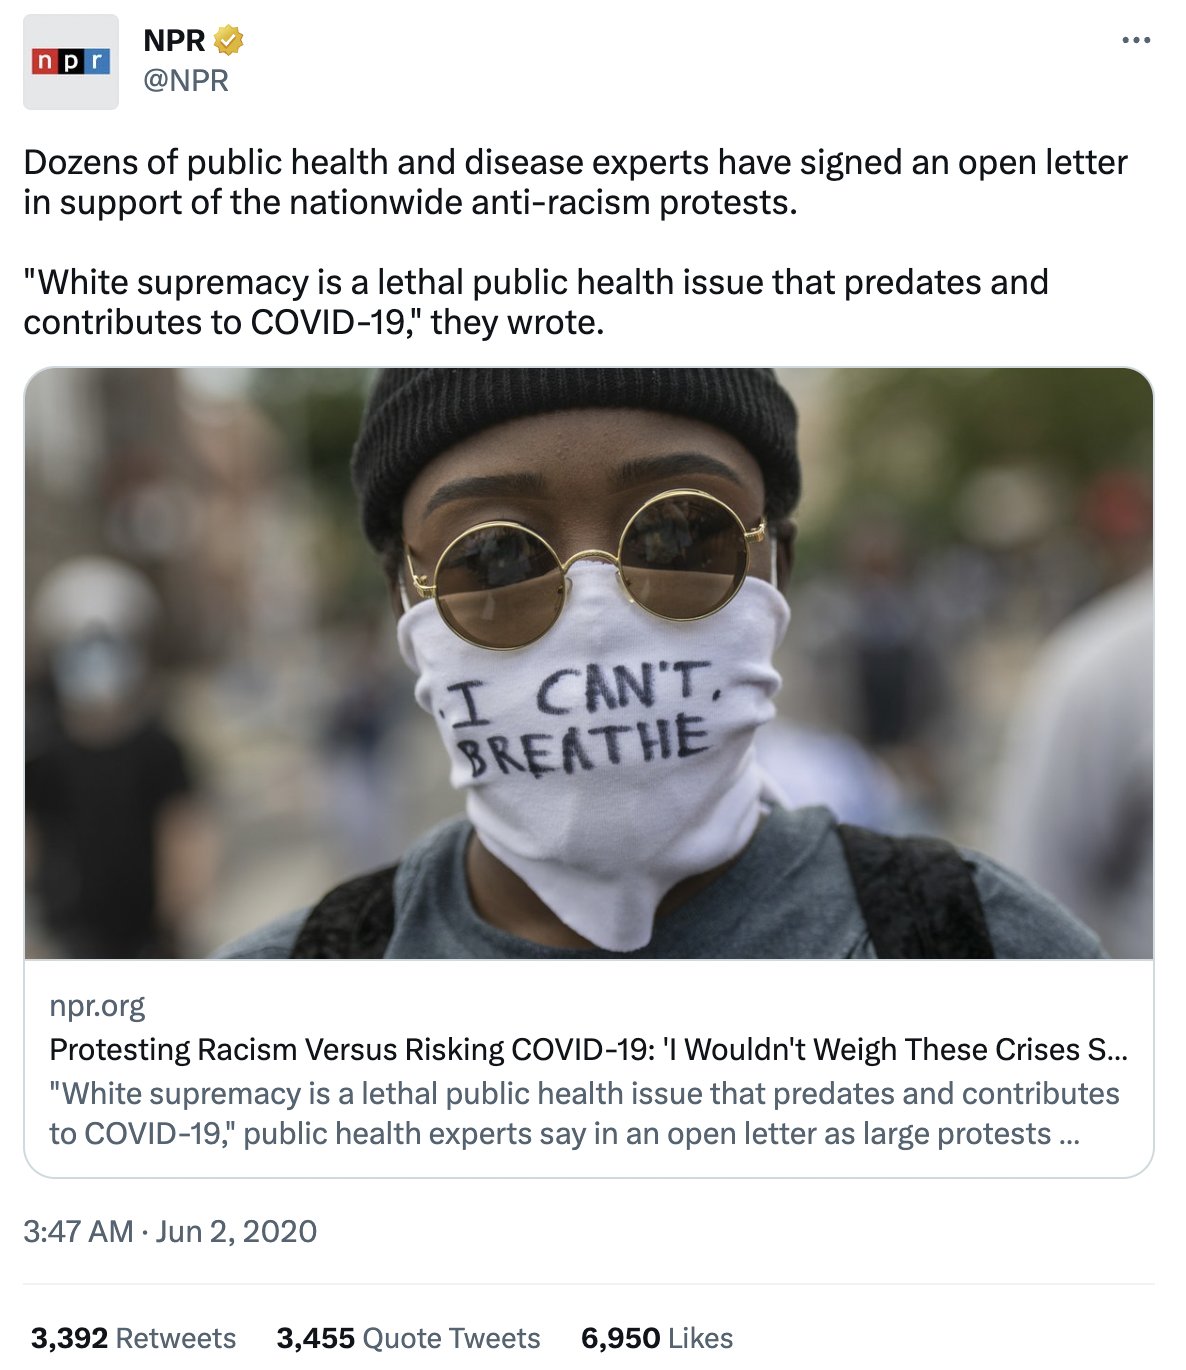 npr
NPR
@NPR
Dozens of public health and disease experts have signed an open letter
in support of the nationwide anti-racism protests.
"White supremacy is a lethal public health issue that predates and
contributes to COVID-19," they wrote.
I CAN'T.
BREATHE
npr.org
Protesting Racism Versus Risking COVID-19: 'I Wouldn't Weigh These Crises S...
"White supremacy is a lethal public health issue that predates and contributes
to COVID-19," public health experts say in an open letter as large protests ...
3:47 AM · Jun 2, 2020
3,392 Retweets 3,455 Quote Tweets 6,950 Likes